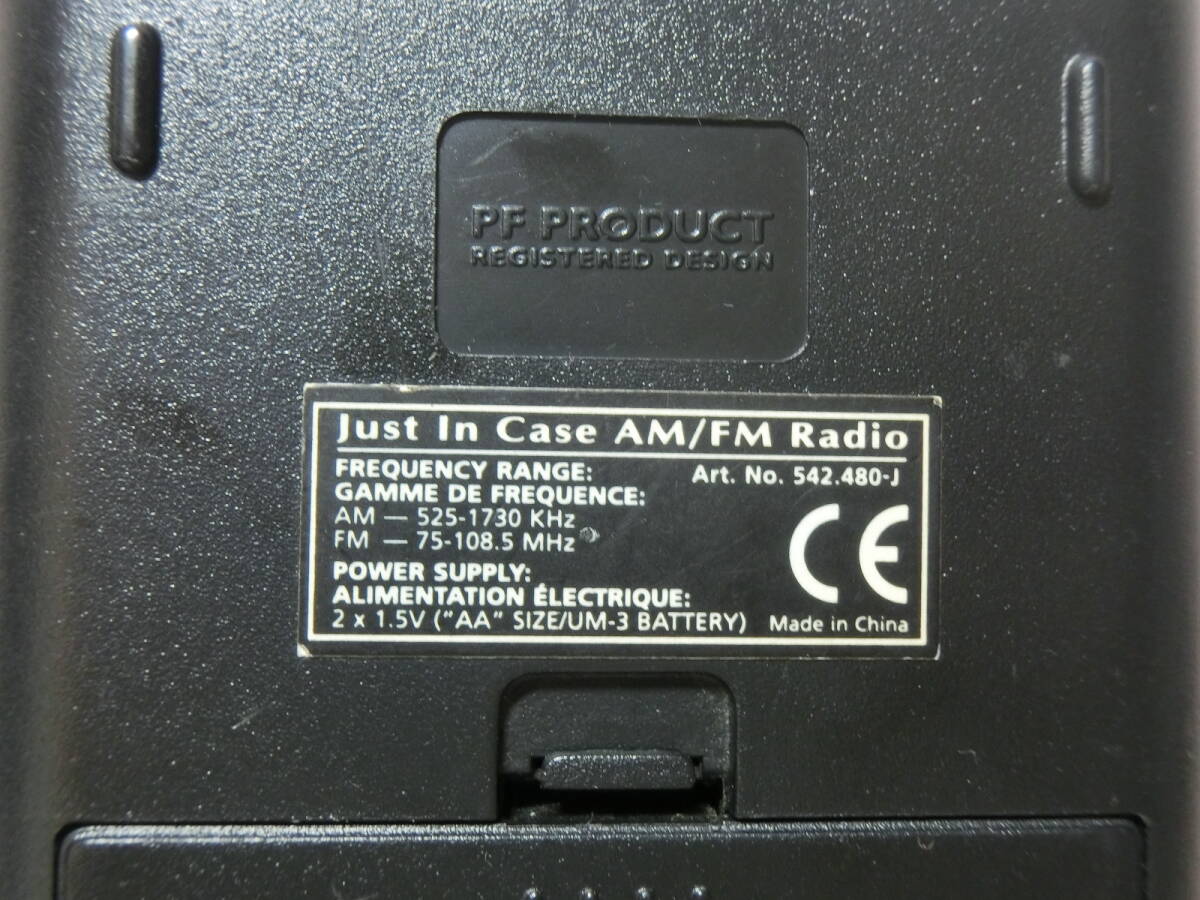 PF PRODUCT
REGISTERED DESIGN
Just In Case AM/FM Radio
FREQUENCY RANGE: Art. No. 542.480-J
GAMME DE FREQUENCE:
AM — 525-1730 KHz
FM — 75-108.5 MHz
CE
POWER SUPPLY:
ALIMENTATION ÉLECTRIQUE:
2 x 1.5V ("AA" SIZE/UM-3 BATTERY) Made in China